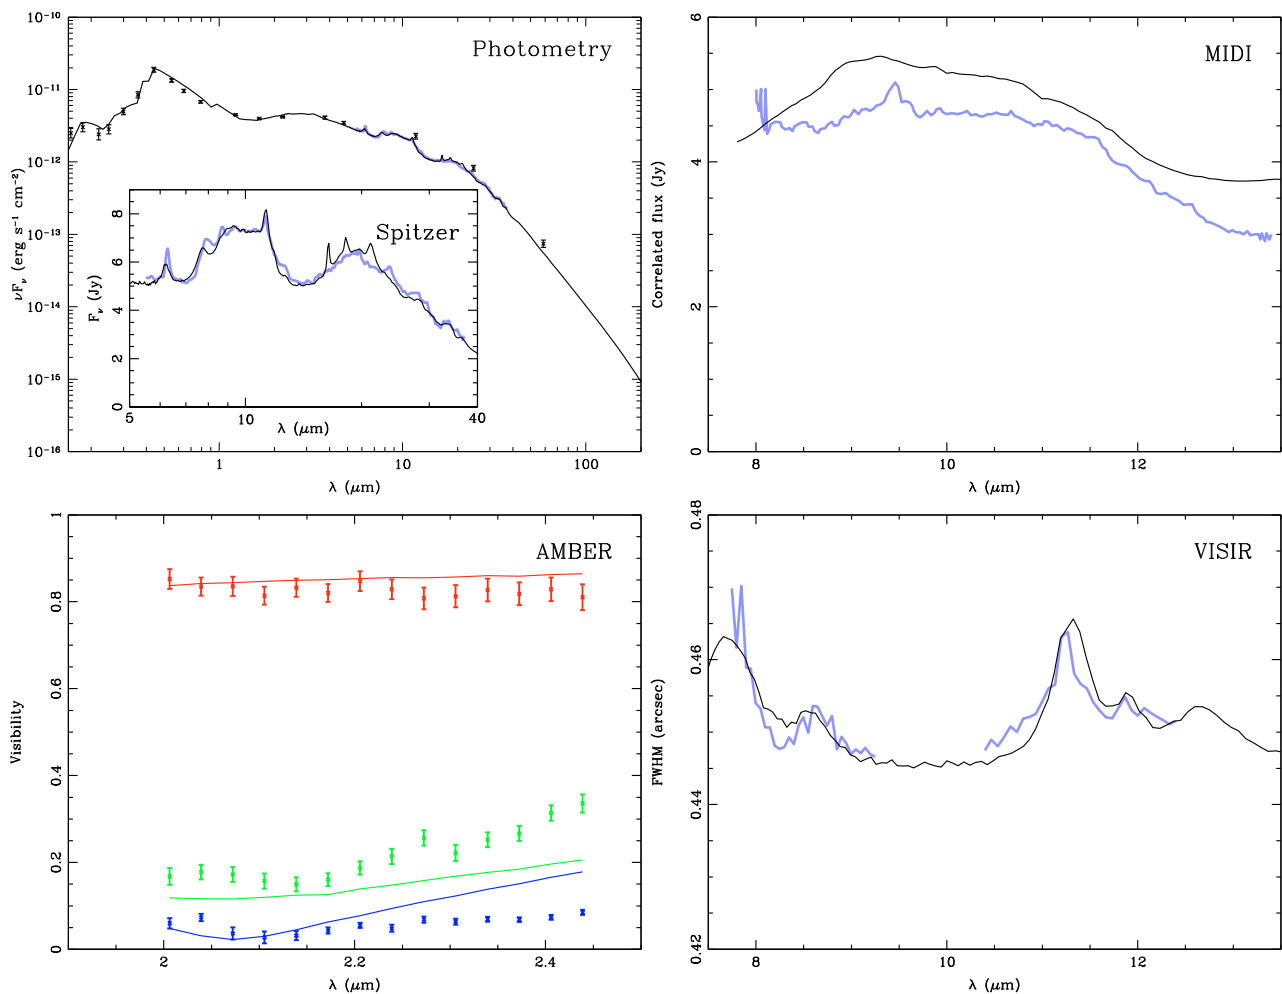 Photometry
νFν (erg s⁻¹ cm⁻²)
10⁻¹⁰
10⁻¹¹
10⁻¹²
10⁻¹³
10⁻¹⁴
10⁻¹⁵
10⁻¹⁶
1 10 100
λ (μm)
Spitzer
Fν (Jy)
8
6
4
2
0
5 10 40
λ (μm)
MIDI
Correlated flux (Jy)
6
4
2
0
8 10 12
λ (μm)
AMBER
Visibility
1
0.8
0.6
0.4
0.2
0
2 2.2 2.4
λ (μm)
VISIR
FWHM (arcsec)
0.48
0.46
0.44
0.42
8 10 12
λ (μm)